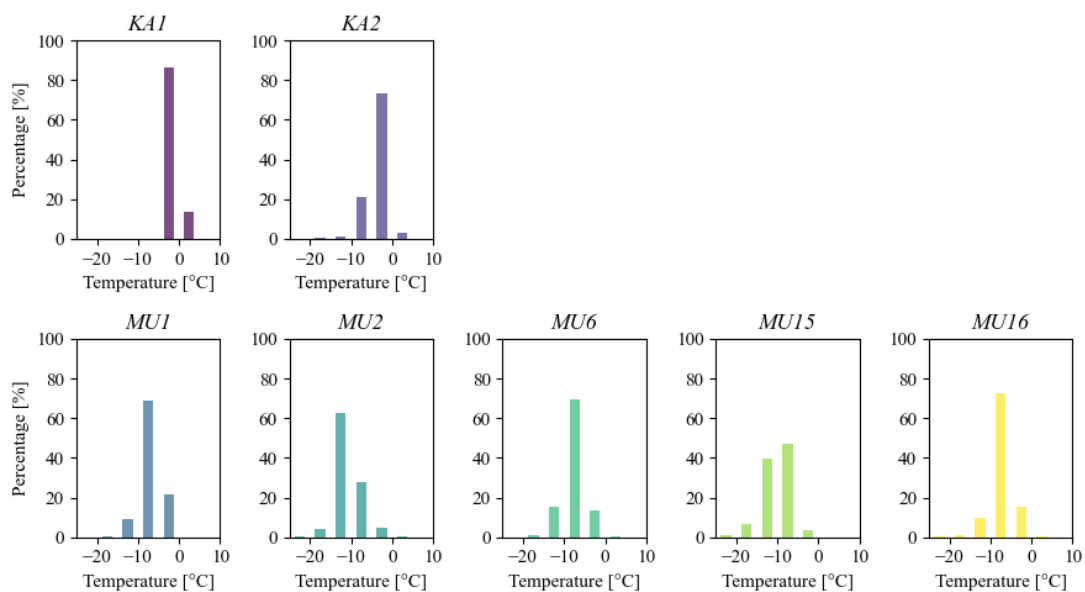 KA1 KA2
100 100
80 80
60 60
40 40
20 20
0 0
−20 −10 0 10 −20 −10 0 10
Percentage [%]
Temperature [°C] Temperature [°C]
MU1 MU2 MU6 MU15 MU16
100 100 100 100 100
80 80 80 80 80
60 60 60 60 60
40 40 40 40 40
20 20 20 20 20
0 0 0 0 0
−20 −10 0 10 −20 −10 0 10 −20 −10 0 10 −20 −10 0 10 −20 −10 0 10
Percentage [%]
Temperature [°C] Temperature [°C] Temperature [°C] Temperature [°C] Temperature [°C]